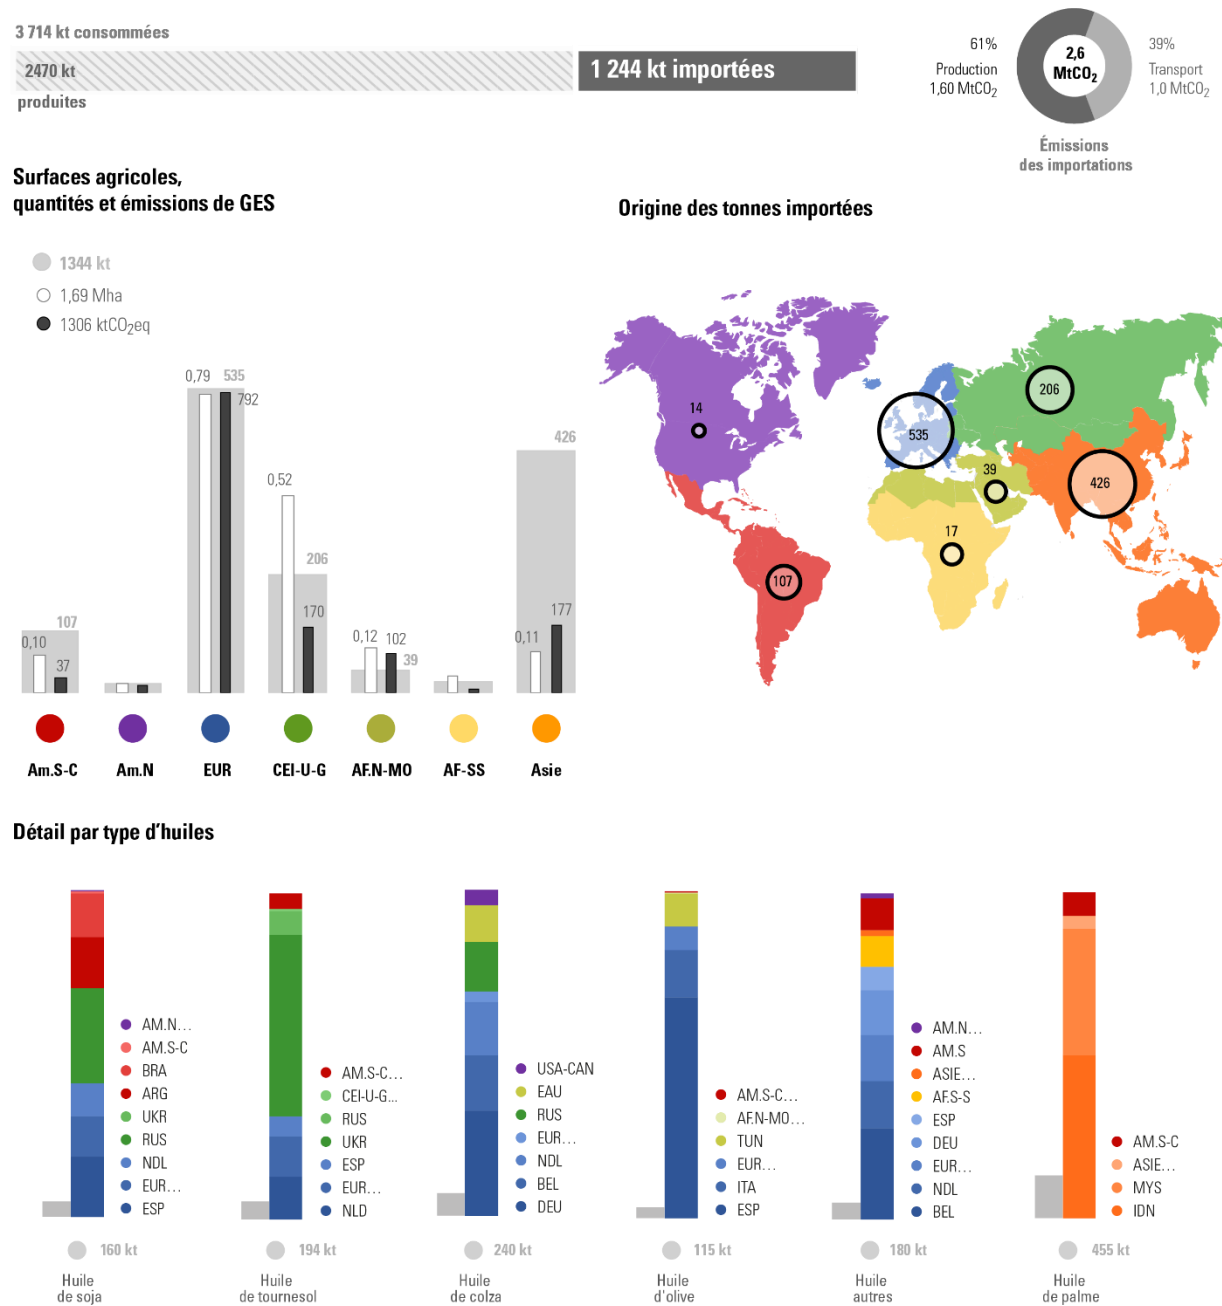 3 714 kt consommées
2470 kt
1 244 kt importées
produites
61%
Production
1,60 MtCO2
2,6
MtCO2
39%
Transport
1,0 MtCO2
Émissions
des importations
Surfaces agricoles,
quantités et émissions de GES
1344 kt
1,69 Mha
1306 ktCO2eq
107
0,10
37
0,79
535
792
0,52
206
170
0,12
102
39
426
0,11
177
Am.S-C
Am.N
EUR
CEI-U-G
AF.N-MO
AF-SS
Asie
Origine des tonnes importées
14
535
206
39
426
17
107
Détail par type d'huiles
AM.N…
AM.S-C
BRA
ARG
UKR
RUS
NDL
EUR…
ESP
160 kt
Huile
de soja
AM.S-C…
CEI-U-G...
RUS
UKR
ESP
EUR…
NLD
194 kt
Huile
de tournesol
USA-CAN
EAU
RUS
EUR…
NDL
BEL
DEU
240 kt
Huile
de colza
AM.S-C…
AF.N-MO…
TUN
EUR…
ITA
ESP
115 kt
Huile
d'olive
AM.N…
AM.S
ASIE…
AF.S-S
ESP
DEU
EUR…
NDL
BEL
180 kt
Huile
autres
AM.S-C
ASIE…
MYS
IDN
455 kt
Huile
de palme